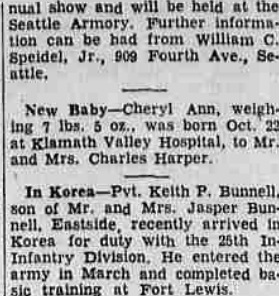 nual show and will be held at the
Seattle Armory. Further informa-
tion can be had from William C.
Speidel, Jr., 909 Fourth Ave., Se-
attle.
New Baby—Cheryl Ann, weigh-
ing 7 lbs. 5 oz., was born Oct. 22
at Klamath Valley Hospital, to Mr.
and Mrs. Charles Harper.
In Korea—Pvt. Keith P. Bunnell,
son of Mr. and Mrs. Jasper Bun-
nell, Eastside, recently arrived in
Korea for duty with the 25th In-
Infantry Division. He entered the
army in March and completed ba-
sic training at Fort Lewis.